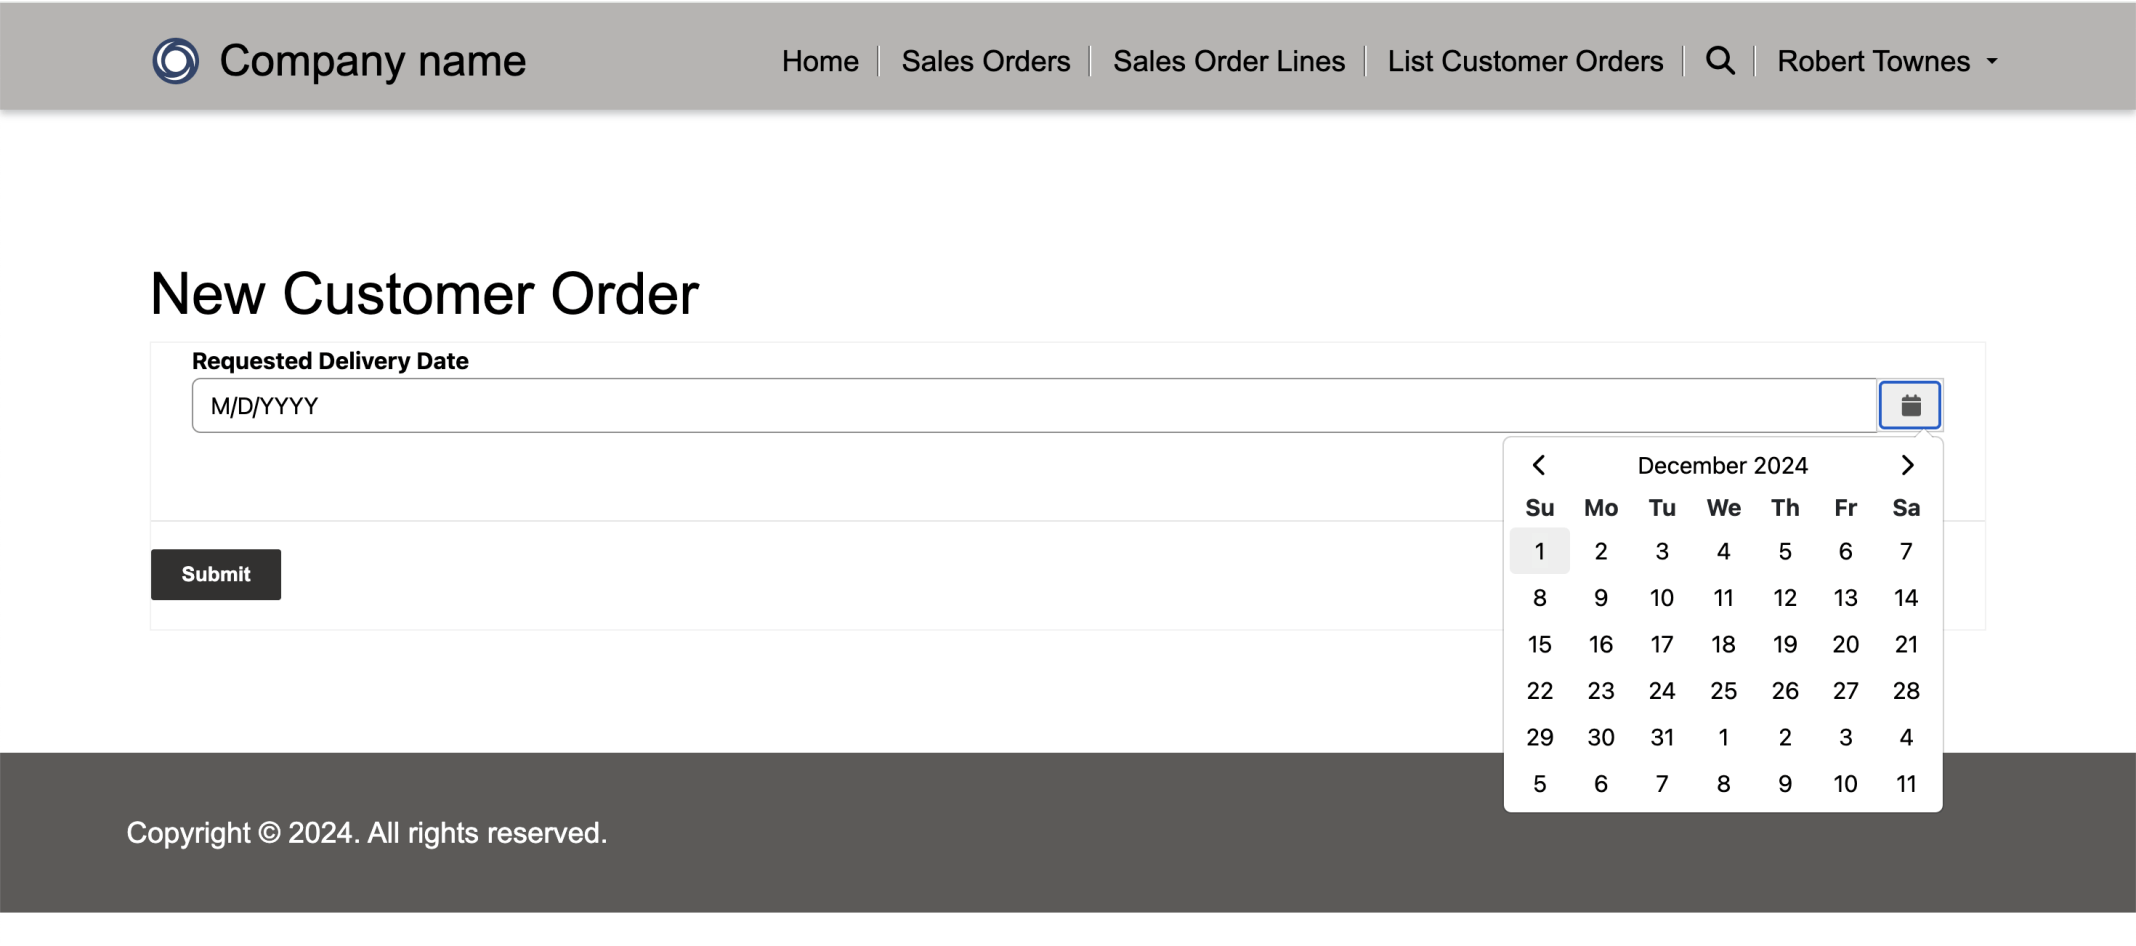 Company name
Home
Sales Orders
Sales Order Lines
List Customer Orders
Robert Townes
New Customer Order
Requested Delivery Date
M/D/YYYY
December 2024
Su Mo Tu We Th Fr Sa
1 2 3 4 5 6 7
8 9 10 11 12 13 14
15 16 17 18 19 20 21
22 23 24 25 26 27 28
29 30 31 1 2 3 4
5 6 7 8 9 10 11
Submit
Copyright © 2024. All rights reserved.